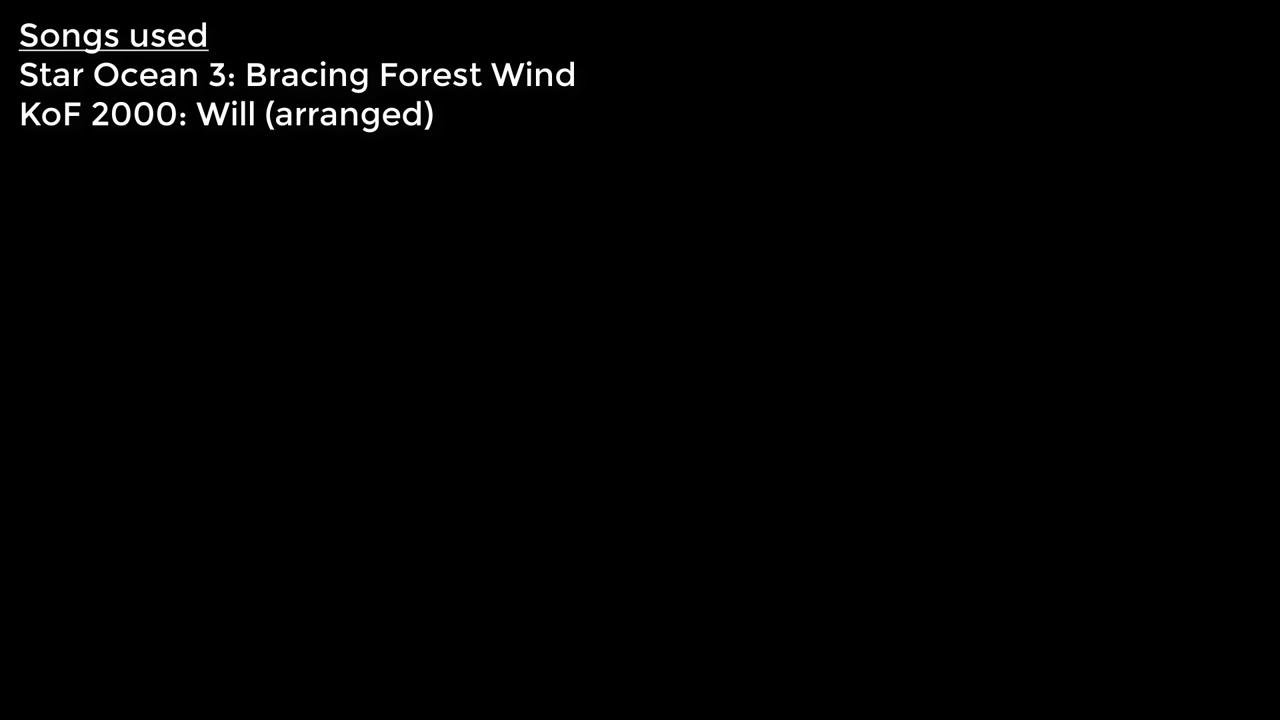 Songs used
Star Ocean 3: Bracing Forest Wind
KoF 2000: Will (arranged)